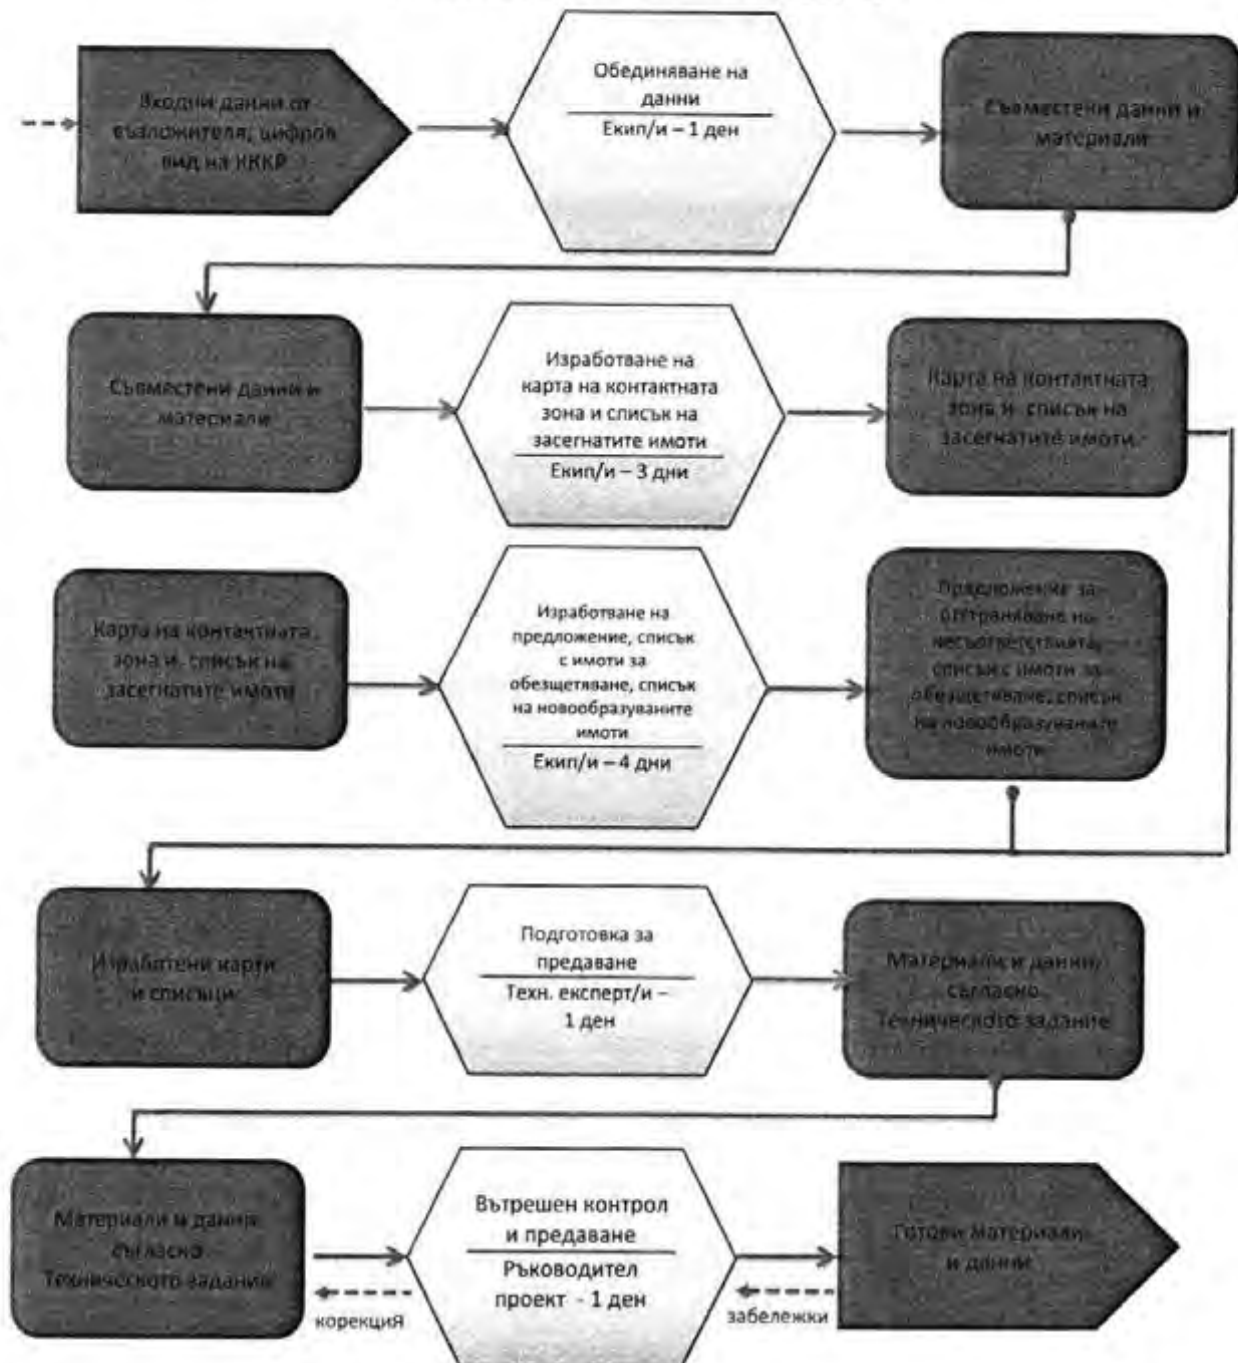 Входни данни от
възложителя, цифров
вид на КККР
Обединяване на
данни
Екип/и – 1 ден
Съвместени данни и
материали
Съвместени данни и
материали
Изработване на
карта на контактната
зона и списък на
засегнатите имоти
Екип/и – 3 дни
Карта на контактната
зона и списък на
засегнатите имоти
Карта на контактната
зона и списък на
засегнатите имоти
Изработване на
предложение, списък
с имоти за
обезщетяване, списък
на новообразуваните
имоти
Екип/и – 4 дни
Предложение за
отстраняване на
несъответствията,
списък с имоти за
обезщетяване, списък
на новообразуваните
имоти
Изработени карти
и списъци
Подготовка за
предаване
Техн. експерт/и –
1 ден
Материали и данни
съгласно
Техническото задание
Материали и данни
съгласно
Техническото задание
Вътрешен контрол
и предаване
Ръководител
проект - 1 ден
Готови материали
и данни
корекция
забележки